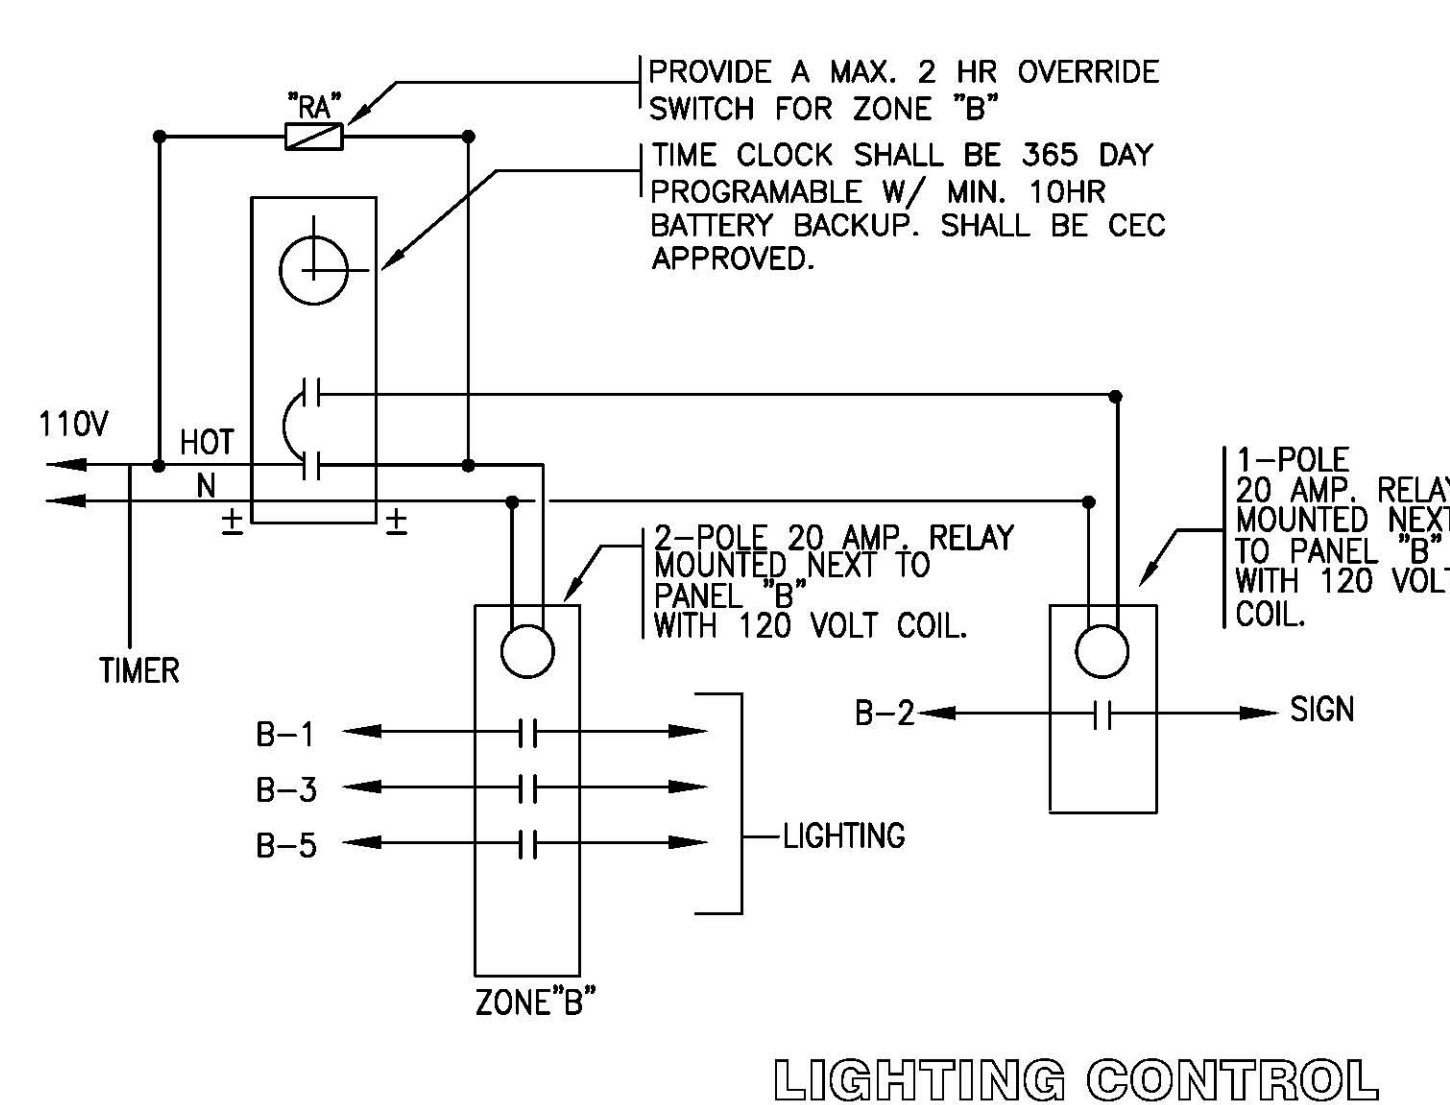 PROVIDE A MAX. 2 HR OVERRIDE
SWITCH FOR ZONE "B"
"RA"
TIME CLOCK SHALL BE 365 DAY
PROGRAMABLE W/ MIN. 10HR
BATTERY BACKUP. SHALL BE CEC
APPROVED.
110V
HOT
N
± ±
TIMER
2-POLE 20 AMP. RELAY
MOUNTED NEXT TO
PANEL "B"
WITH 120 VOLT COIL.
1-POLE
20 AMP. RELAY
MOUNTED NEXT
TO PANEL "B"
WITH 120 VOLT
COIL.
B-2 SIGN
B-1
B-3
B-5
LIGHTING
ZONE"B"
LIGHTING CONTROL